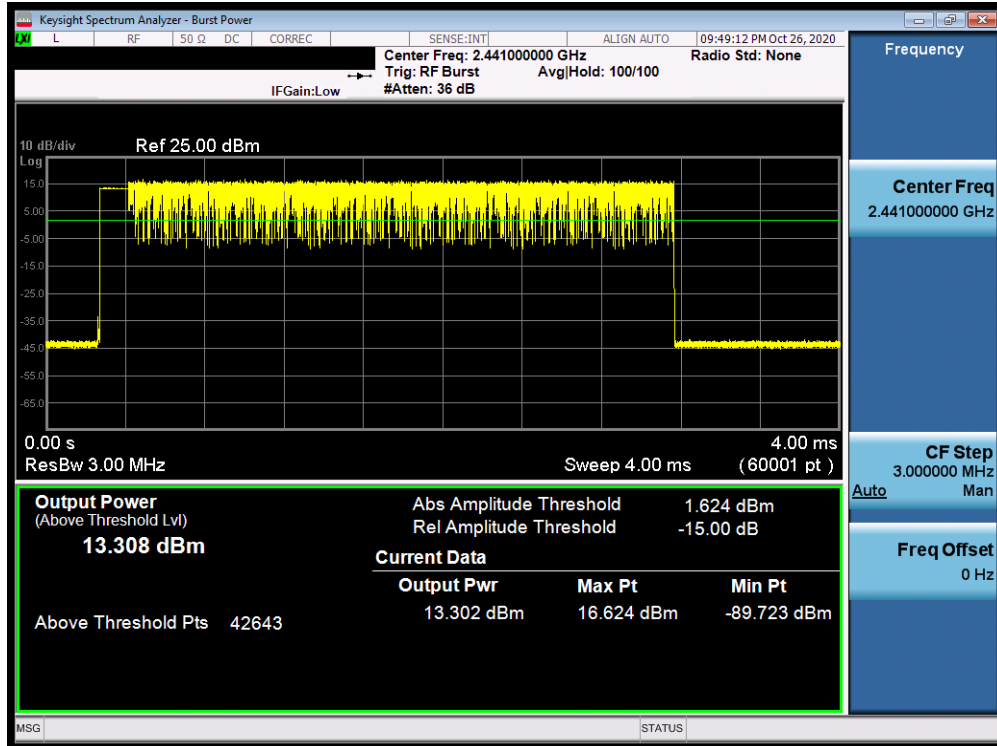 Keysight Spectrum Analyzer - Burst Power
LXI L RF 50 Ω DC CORREC SENSE:INT ALIGN AUTO 09:49:12 PM Oct 26, 2020
Center Freq: 2.441000000 GHz Radio Std: None
Trig: RF Burst Avg|Hold: 100/100
IFGain:Low #Atten: 36 dB
Frequency
10 dB/div Ref 25.00 dBm
Log
15.0
5.00
-5.00
-15.0
-25.0
-35.0
-45.0
-55.0
-65.0
Center Freq
2.441000000 GHz
0.00 s 4.00 ms
ResBw 3.00 MHz Sweep 4.00 ms (60001 pt)
CF Step
3.000000 MHz
Auto Man
Output Power
(Above Threshold Lvl)
13.308 dBm
Above Threshold Pts 42643
Abs Amplitude Threshold 1.624 dBm
Rel Amplitude Threshold -15.00 dB
Current Data
Output Pwr Max Pt Min Pt
13.302 dBm 16.624 dBm -89.723 dBm
Freq Offset
0 Hz
MSG STATUS